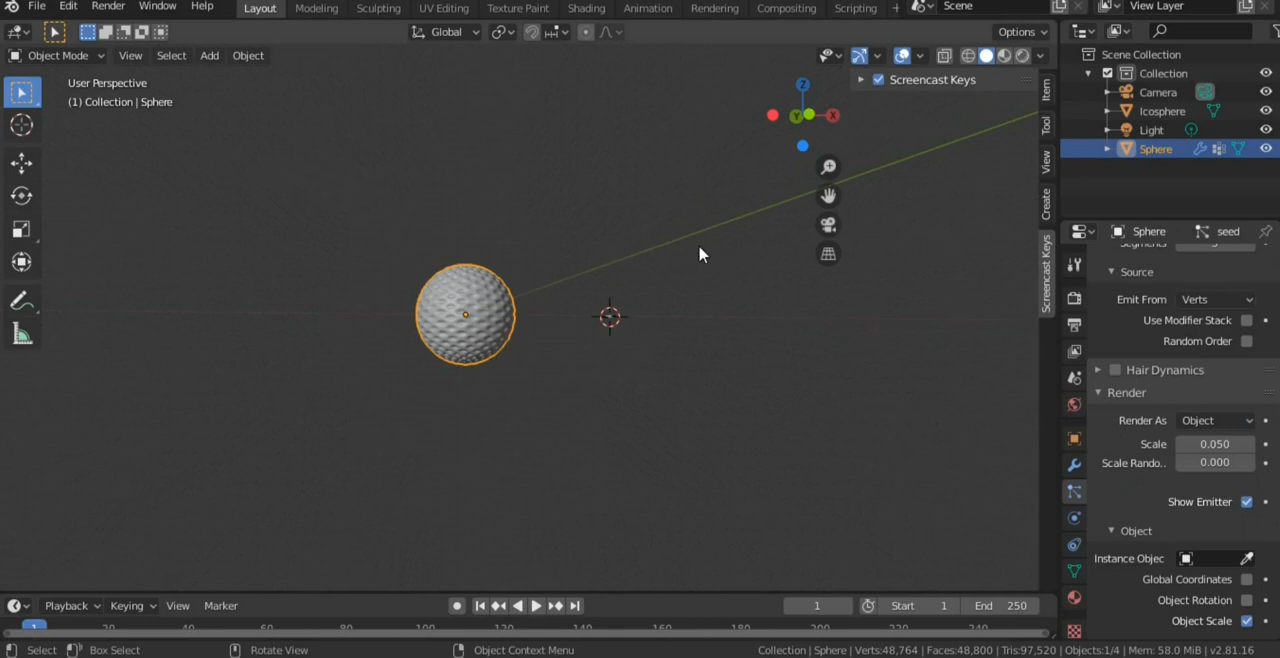 File Edit Render Window Help Layout Modeling Sculpting UV Editing Texture Paint Shading Animation Rendering Compositing Scripting + Scene View Layer
Global Options
Object Mode View Select Add Object
User Perspective
(1) Collection | Sphere
Screencast Keys
Z
Y
X
Item
Tool
View
Create
Screencast Keys
Scene Collection
Collection
Camera
Icosphere
Light
Sphere
Sphere seed
Segments
Source
Emit From Verts
Use Modifier Stack
Random Order
Hair Dynamics
Render
Render As Object
Scale 0.050
Scale Rando.. 0.000
Show Emitter
Object
Instance Objec
Global Coordinates
Object Rotation
Object Scale
Playback Keying View Marker 1 Start 1 End 250
1 20 40 60 80 100 120 140 160 180 200 220 240
Select Box Select Rotate View Object Context Menu Collection | Sphere | Verts:48,764 | Faces:48,800 | Tris:97,520 | Objects:1/4 | Mem: 58.0 MiB | v2.81.16